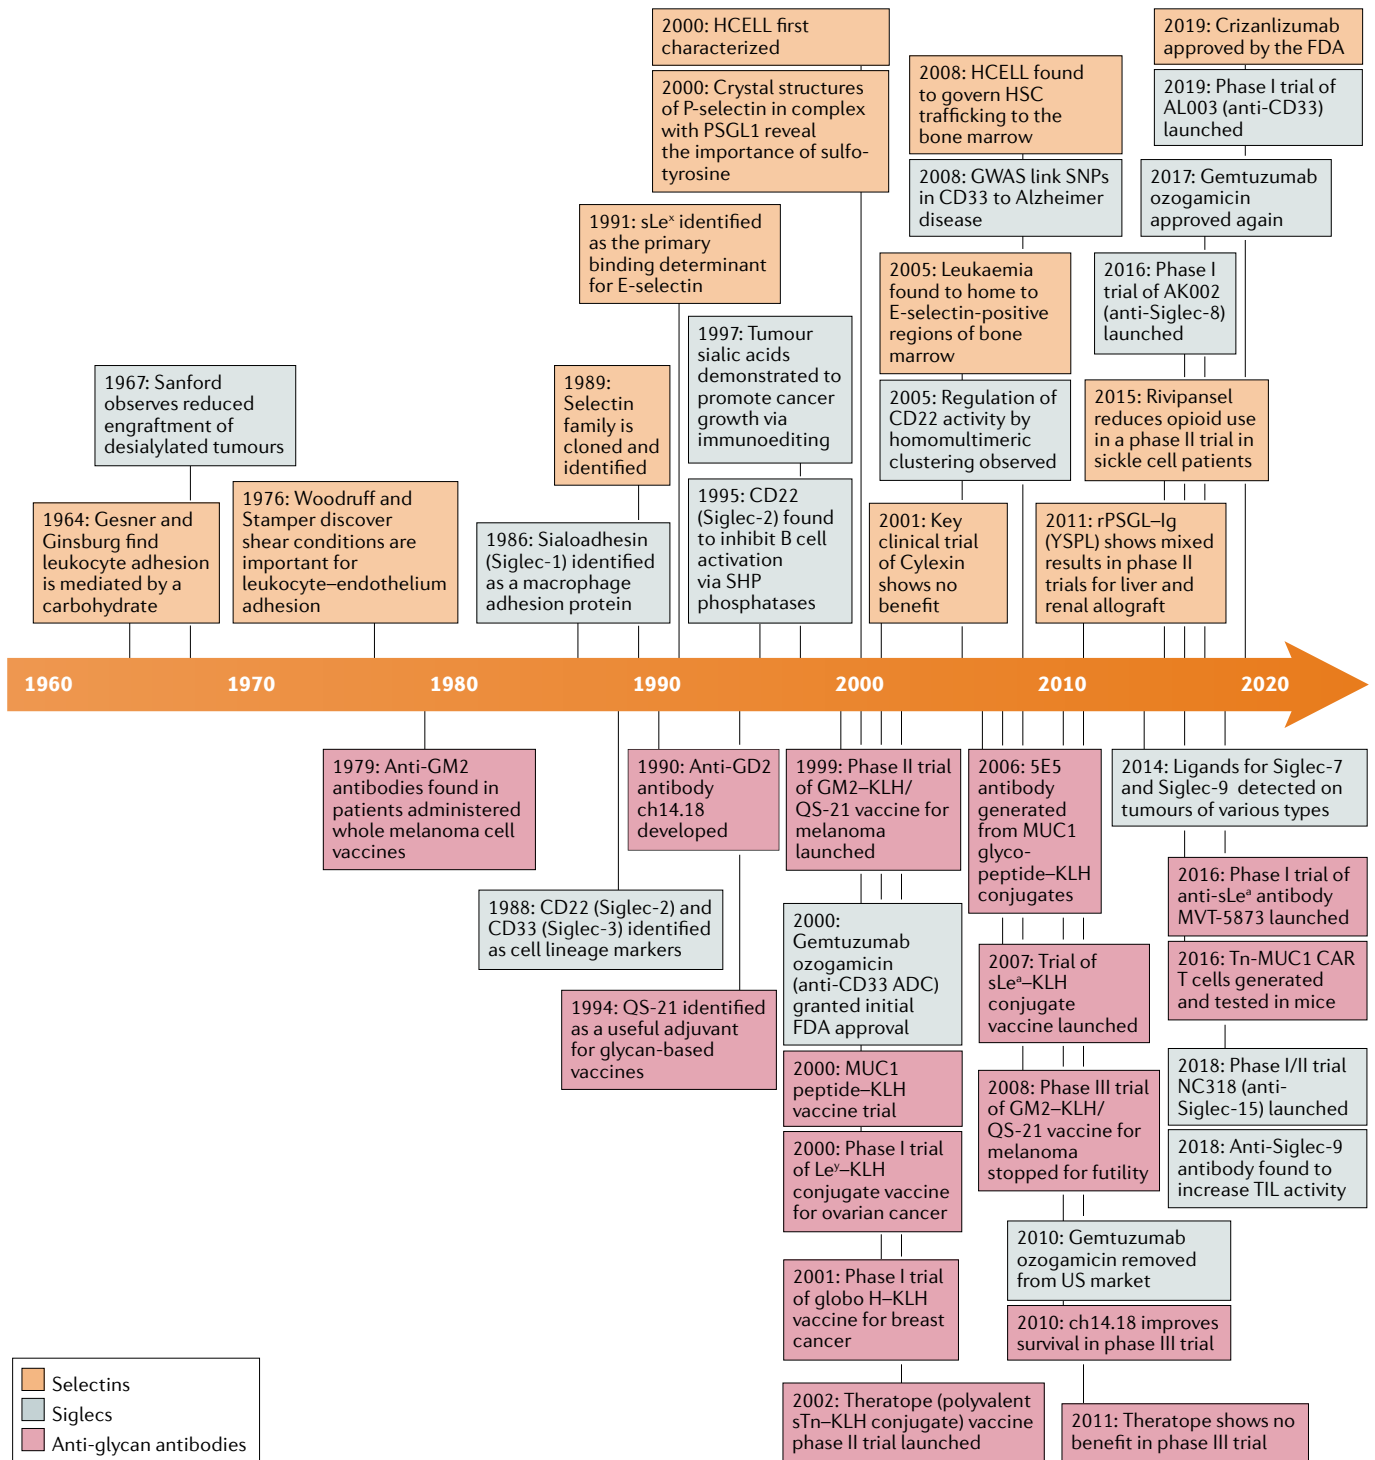 2000: HCELL first
characterized
2000: Crystal structures
of P-selectin in complex
with PSGL1 reveal
the importance of sulfo-
tyrosine
2008: HCELL found
to govern HSC
trafficking to the
bone marrow
2008: GWAS link SNPs
in CD33 to Alzheimer
disease
2019: Crizanlizumab
approved by the FDA
2019: Phase I trial of
AL003 (anti-CD33)
launched
2017: Gemtuzumab
ozogamicin
approved again
1991: sLeˣ identified
as the primary
binding determinant
for E-selectin
2005: Leukaemia
found to home to
E-selectin-positive
regions of bone
marrow
2016: Phase I
trial of AK002
(anti-Siglec-8)
launched
1997: Tumour
sialic acids
demonstrated to
promote cancer
growth via
immunoediting
1967: Sanford
observes reduced
engraftment of
desialylated tumours
1989:
Selectin
family is
cloned and
identified
2005: Regulation of
CD22 activity by
homomultimeric
clustering observed
2015: Rivipansel
reduces opioid use
in a phase II trial in
sickle cell patients
1964: Gesner and
Ginsburg find
leukocyte adhesion
is mediated by a
carbohydrate
1976: Woodruff and
Stamper discover
shear conditions are
important for
leukocyte–endothelium
adhesion
1986: Sialoadhesin
(Siglec-1) identified
as a macrophage
adhesion protein
1995: CD22
(Siglec-2) found
to inhibit B cell
activation
via SHP
phosphatases
2001: Key
clinical trial
of Cylexin
shows no
benefit
2011: rPSGL–Ig
(YSPL) shows mixed
results in phase II
trials for liver and
renal allograft
1960 1970 1980 1990 2000 2010 2020
1979: Anti-GM2
antibodies found in
patients administered
whole melanoma cell
vaccines
1990: Anti-GD2
antibody
ch14.18
developed
1999: Phase II trial
of GM2–KLH/
QS-21 vaccine for
melanoma
launched
2006: 5E5
antibody
generated
from MUC1
glyco-
peptide–KLH
conjugates
2014: Ligands for Siglec-7
and Siglec-9 detected on
tumours of various types
2016: Phase I trial of
anti-sLeᵃ antibody
MVT-5873 launched
1988: CD22 (Siglec-2) and
CD33 (Siglec-3) identified
as cell lineage markers
2000:
Gemtuzumab
ozogamicin
(anti-CD33 ADC)
granted initial
FDA approval
2007: Trial of
sLeᵃ–KLH
conjugate
vaccine launched
2016: Tn-MUC1 CAR
T cells generated
and tested in mice
1994: QS-21 identified
as a useful adjuvant
for glycan-based
vaccines
2000: MUC1
peptide–KLH
vaccine trial
2008: Phase III trial
of GM2–KLH/
QS-21 vaccine for
melanoma
stopped for futility
2018: Phase I/II trial
NC318 (anti-
Siglec-15) launched
2000: Phase I trial
of Leʸ–KLH
conjugate vaccine
for ovarian cancer
2018: Anti-Siglec-9
antibody found to
increase TIL activity
2010: Gemtuzumab
ozogamicin removed
from US market
2001: Phase I trial
of globo H–KLH
vaccine for breast
cancer
2010: ch14.18 improves
survival in phase III trial
2002: Theratope (polyvalent
sTn–KLH conjugate) vaccine
phase II trial launched
2011: Theratope shows no
benefit in phase III trial
Selectins
Siglecs
Anti-glycan antibodies